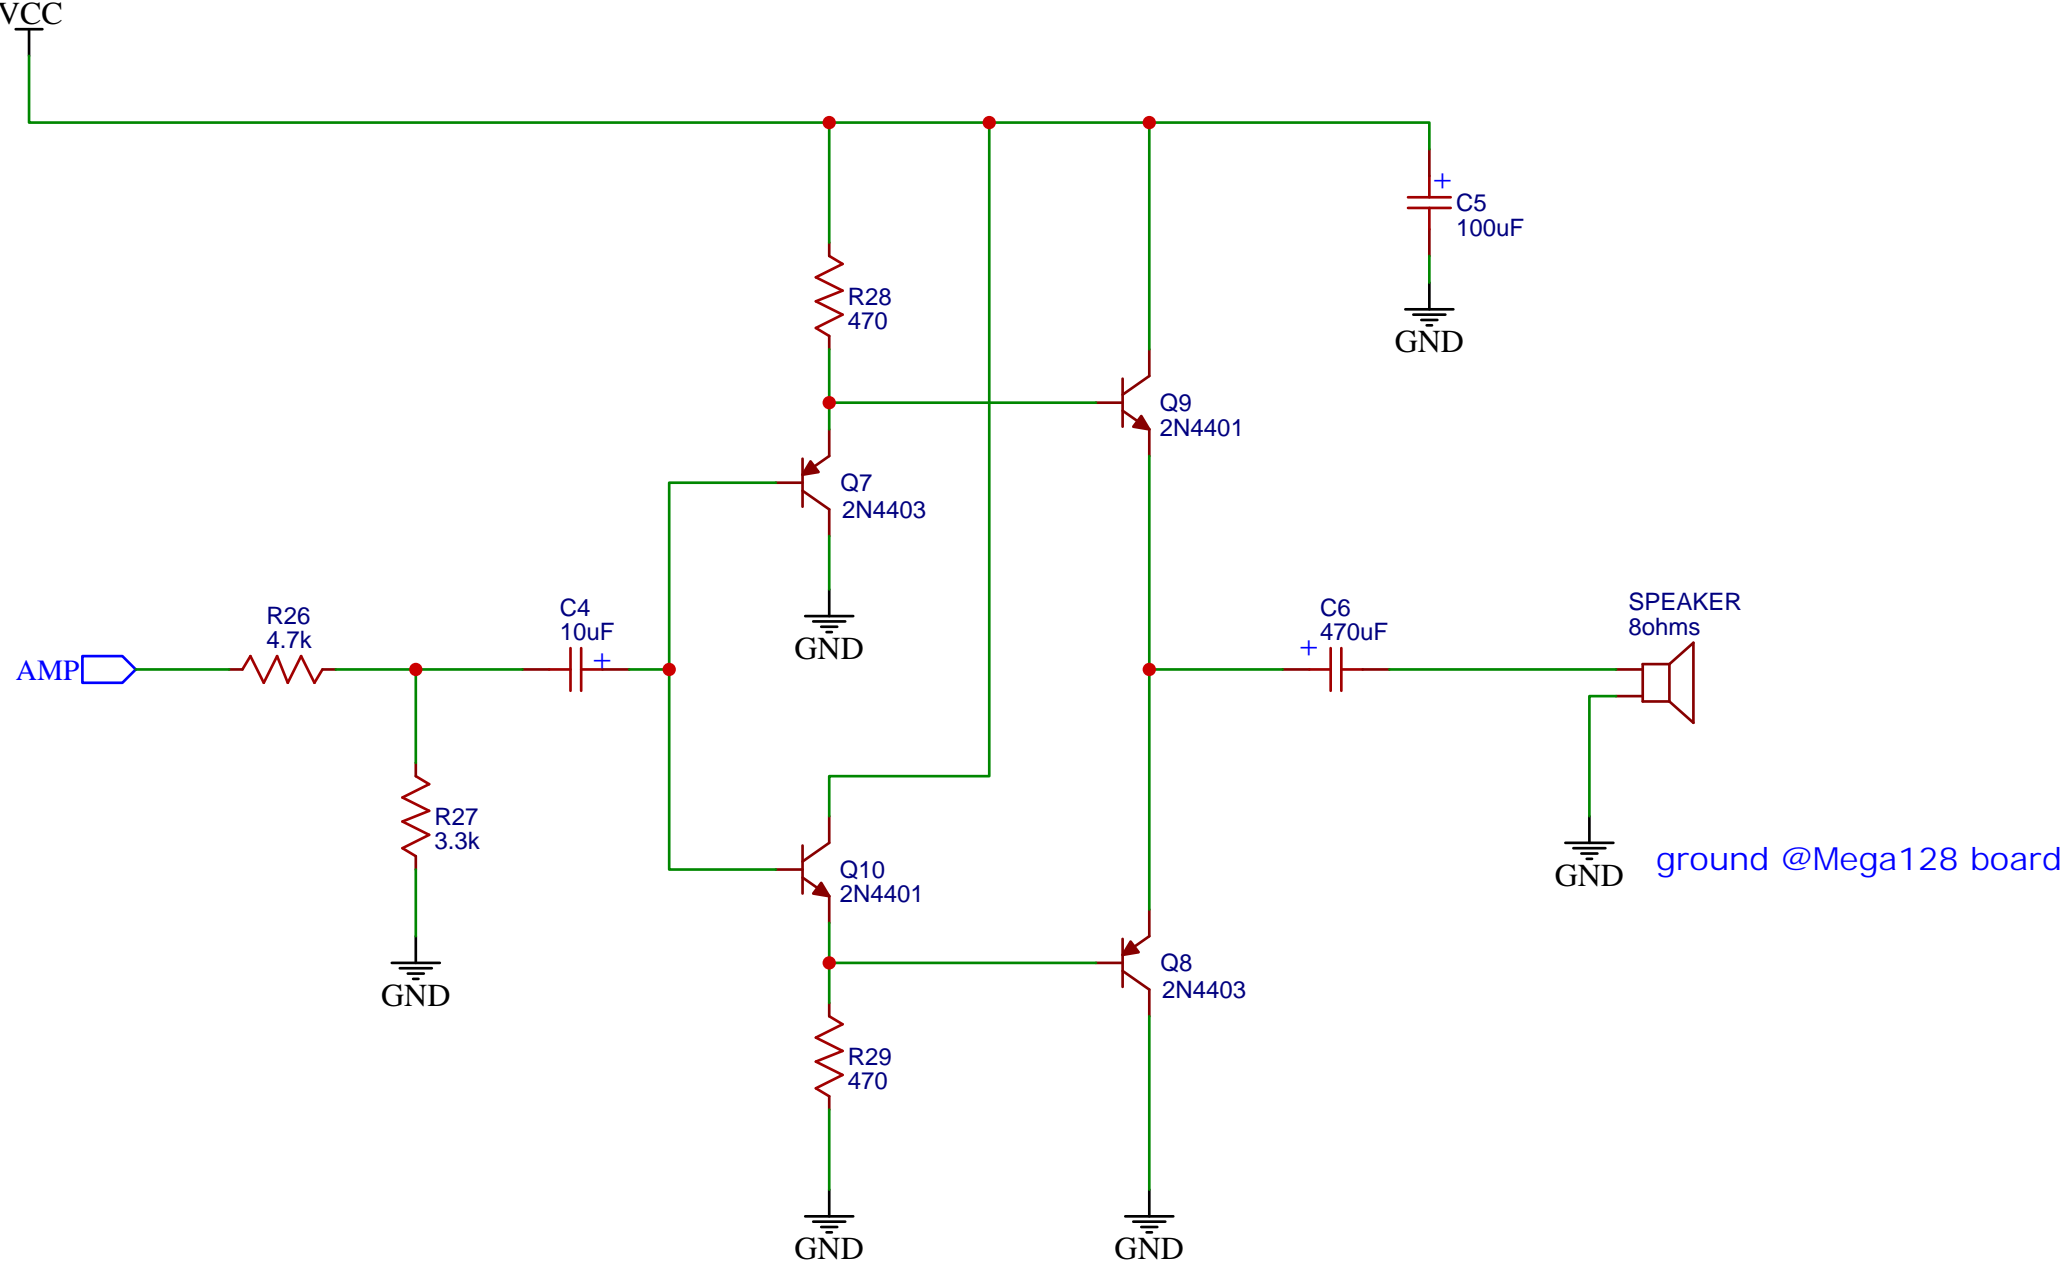 VCC
+
C5
100uF
GND
R28
470
Q9
2N4401
Q7
2N4403
GND
AMP
R26
4.7k
C4
10uF
+
C6
470uF
+
SPEAKER
8ohms
R27
3.3k
GND
Q10
2N4401
GND
ground @Mega128 board
Q8
2N4403
R29
470
GND
GND